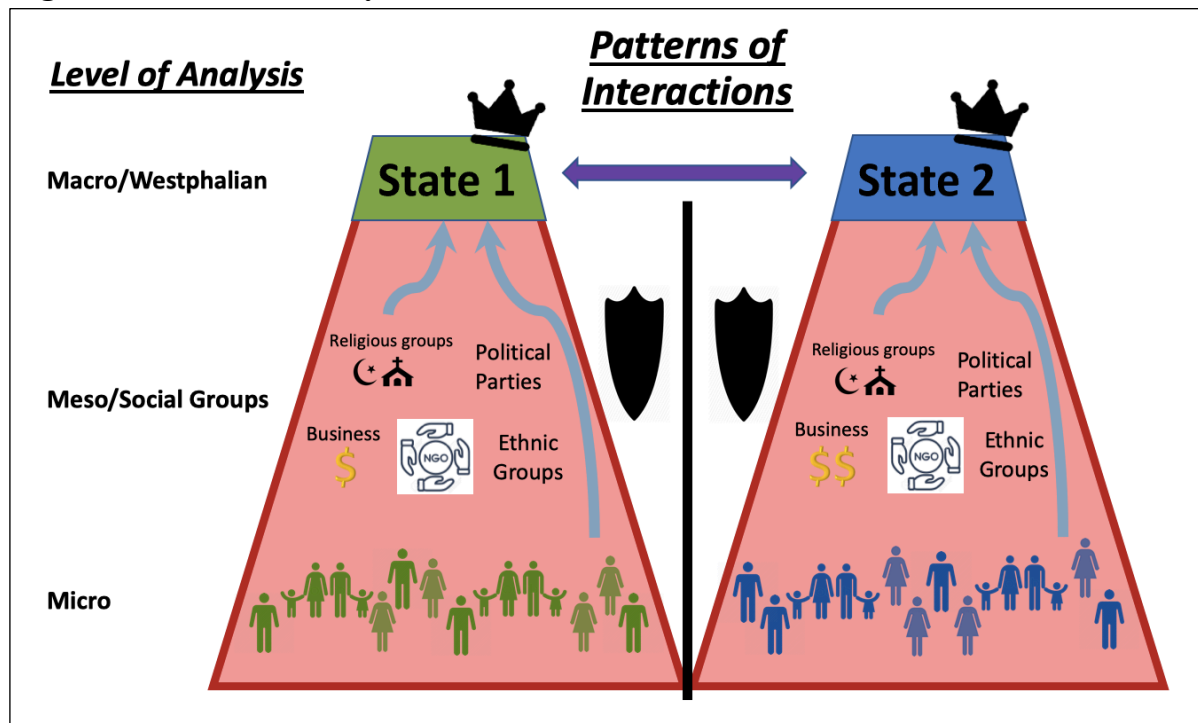 Level of Analysis
Patterns of
Interactions
Macro/Westphalian
State 1
State 2
Religious groups
Political
Parties
Religious groups
Political
Parties
Meso/Social Groups
Business
NGO
Ethnic
Groups
$
Business
NGO
Ethnic
Groups
$$
Micro